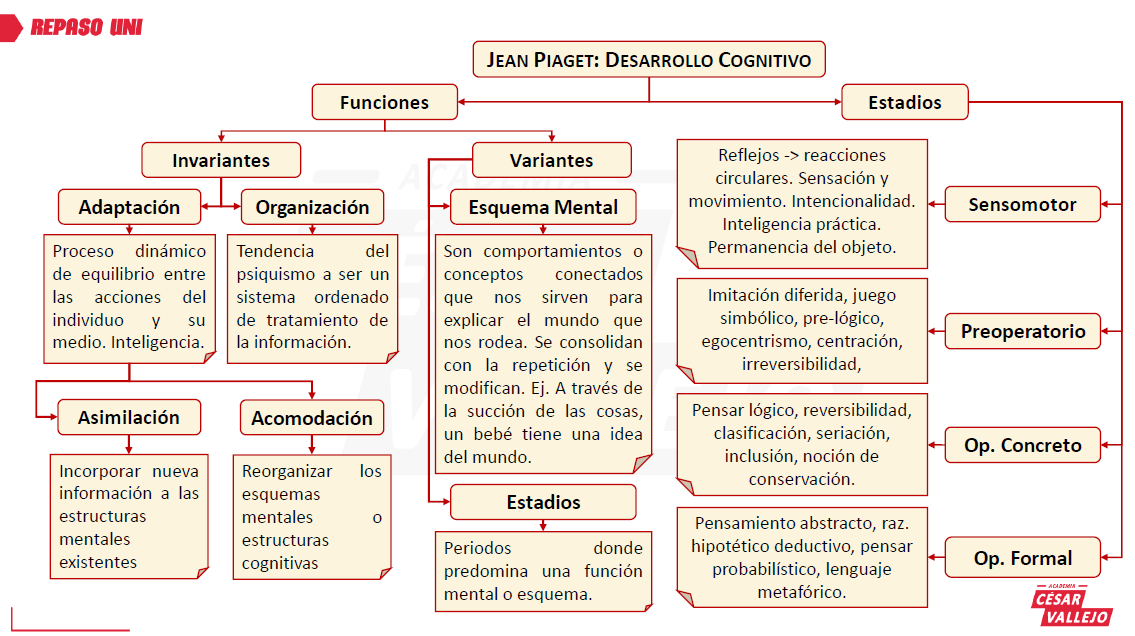 REPASO UNI
JEAN PIAGET: DESARROLLO COGNITIVO
Funciones
Estadios
Invariantes
Variantes
Adaptación
Organización
Esquema Mental
Proceso dinámico
de equilibrio entre
las acciones del
individuo y su
medio. Inteligencia.
Tendencia del
psiquismo a ser un
sistema ordenado
de tratamiento de
la información.
Asimilación
Acomodación
Incorporar nueva
información a las
estructuras
mentales
existentes
Reorganizar los
esquemas
mentales o
estructuras
cognitivas
Son comportamientos o
conceptos conectados
que nos sirven para
explicar el mundo que
nos rodea. Se consolidan
con la repetición y se
modifican. Ej. A través de
la succión de las cosas,
un bebé tiene una idea
del mundo.
Estadios
Periodos donde
predomina una función
mental o esquema.
Reflejos -> reacciones
circulares. Sensación y
movimiento. Intencionalidad.
Inteligencia práctica.
Permanencia del objeto.
Sensomotor
Imitación diferida, juego
simbólico, pre-lógico,
egocentrismo, centración,
irreversibilidad,
Preoperatorio
Pensar lógico, reversibilidad,
clasificación, seriación,
inclusión, noción de
conservación.
Op. Concreto
Pensamiento abstracto, raz.
hipotético deductivo, pensar
probabilístico, lenguaje
metafórico.
Op. Formal
ACADEMIA
CÉSAR
VALLEJO